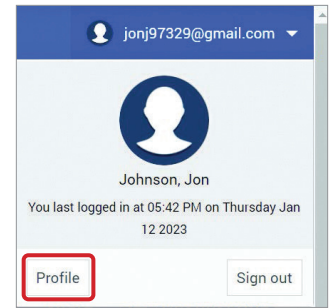 jonj97329@gmail.com
Johnson, Jon
You last logged in at 05:42 PM on Thursday Jan
12 2023
Profile
Sign out